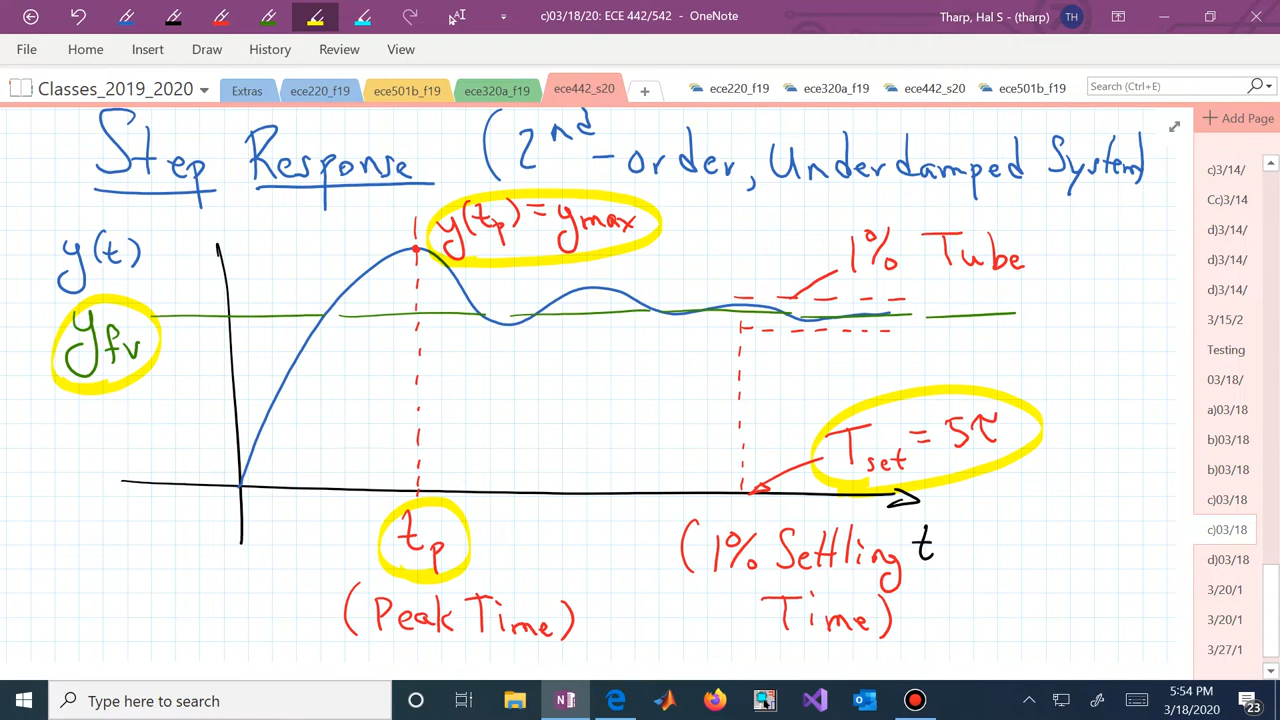 c)03/18/20: ECE 442/542 - OneNote
Tharp, Hal S (tharp)
TH
File Home Insert Draw History Review View
Classes_2019_2020
Extras
ece220_f19
ece501b_f19
ece320a_f19
ece442_s20
ece220_f19
ece320a_f19
ece442_s20
ece501_f19
Search (Ctrl+E)
Add Page
Step Response (2nd-order, Underdamped System)
y(t)
y(tp) = ymax
1% Tube
yfv
Tset = 5τ
tp
(Peak Time)
(1% Settling
Time)
t
c)3/14/
Cc)3/14
d)3/14/
d)3/14/
d)3/14/
3/15/2
Testing
03/18/
a)03/18
b)03/18
b)03/18
c)03/18
c)03/18
d)03/18
3/20/1
3/20/1
3/27/1
Type here to search
5:54 PM
3/18/2020
23